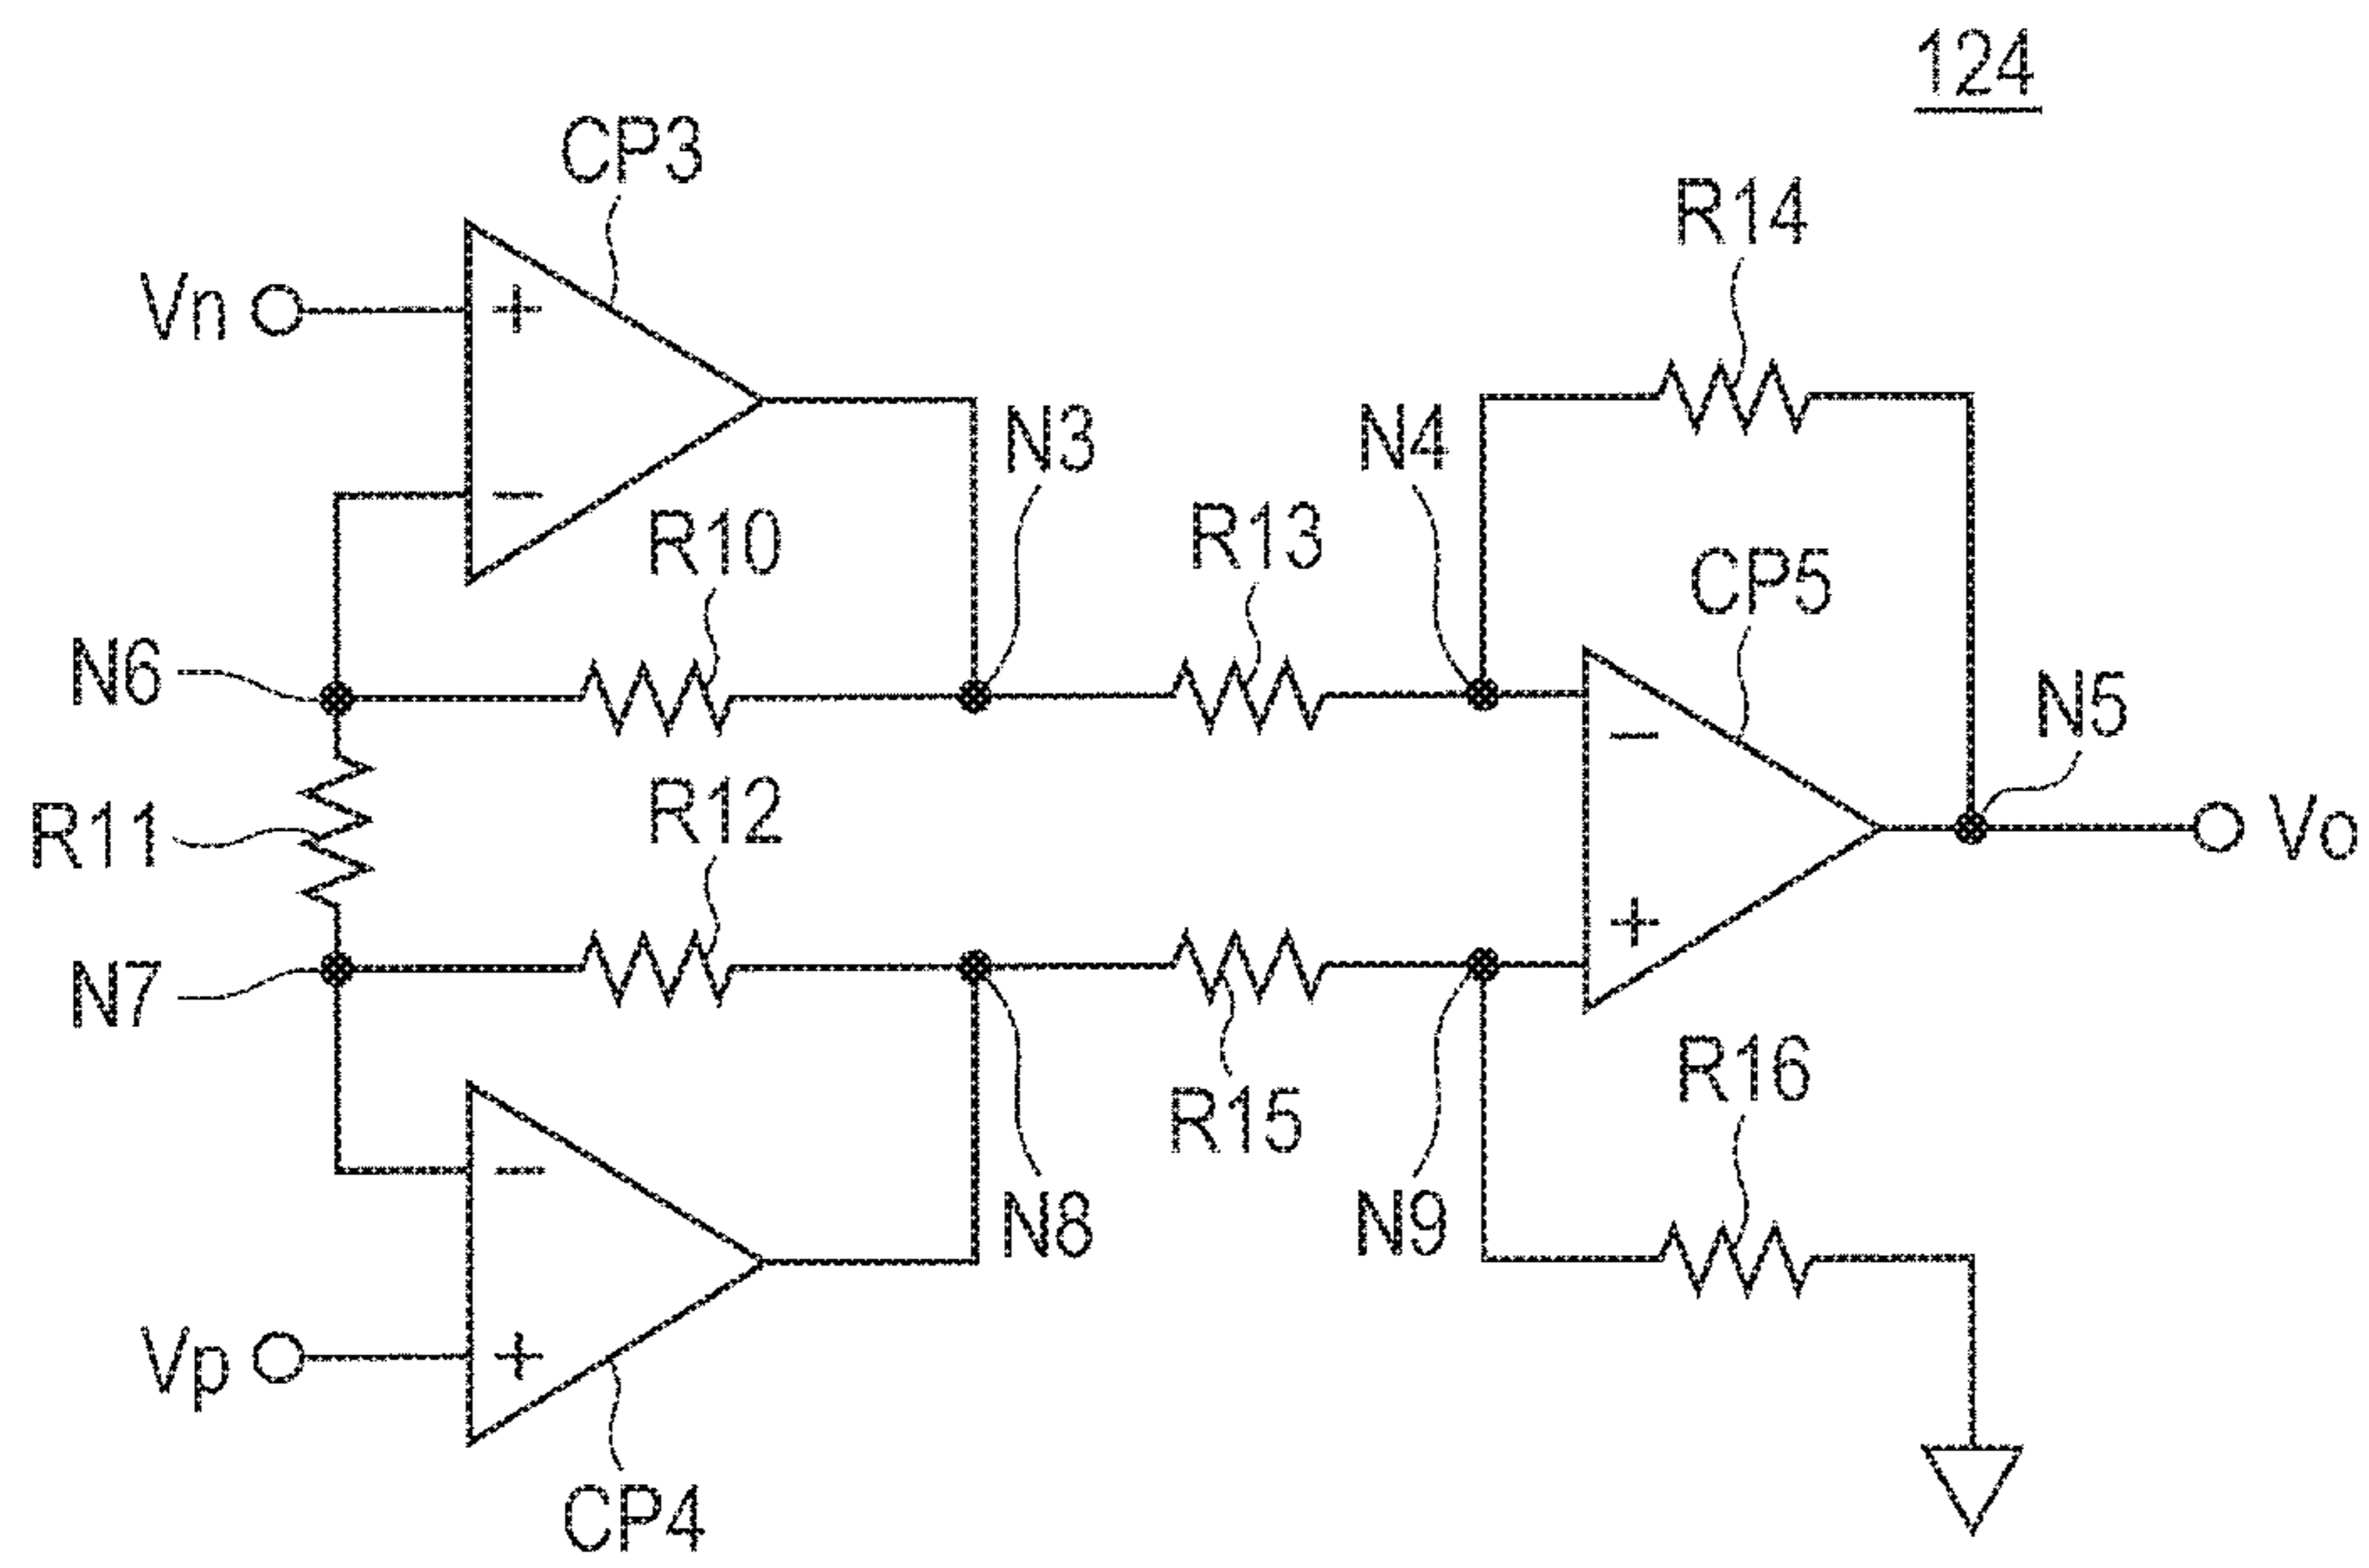 124
CP3
R14
Vn
+
−
N3
N4
R10
R13
CP5
N6
N5
−
R12
R11
Vo
+
N7
R16
R15
−
N8
N9
Vp
+
CP4